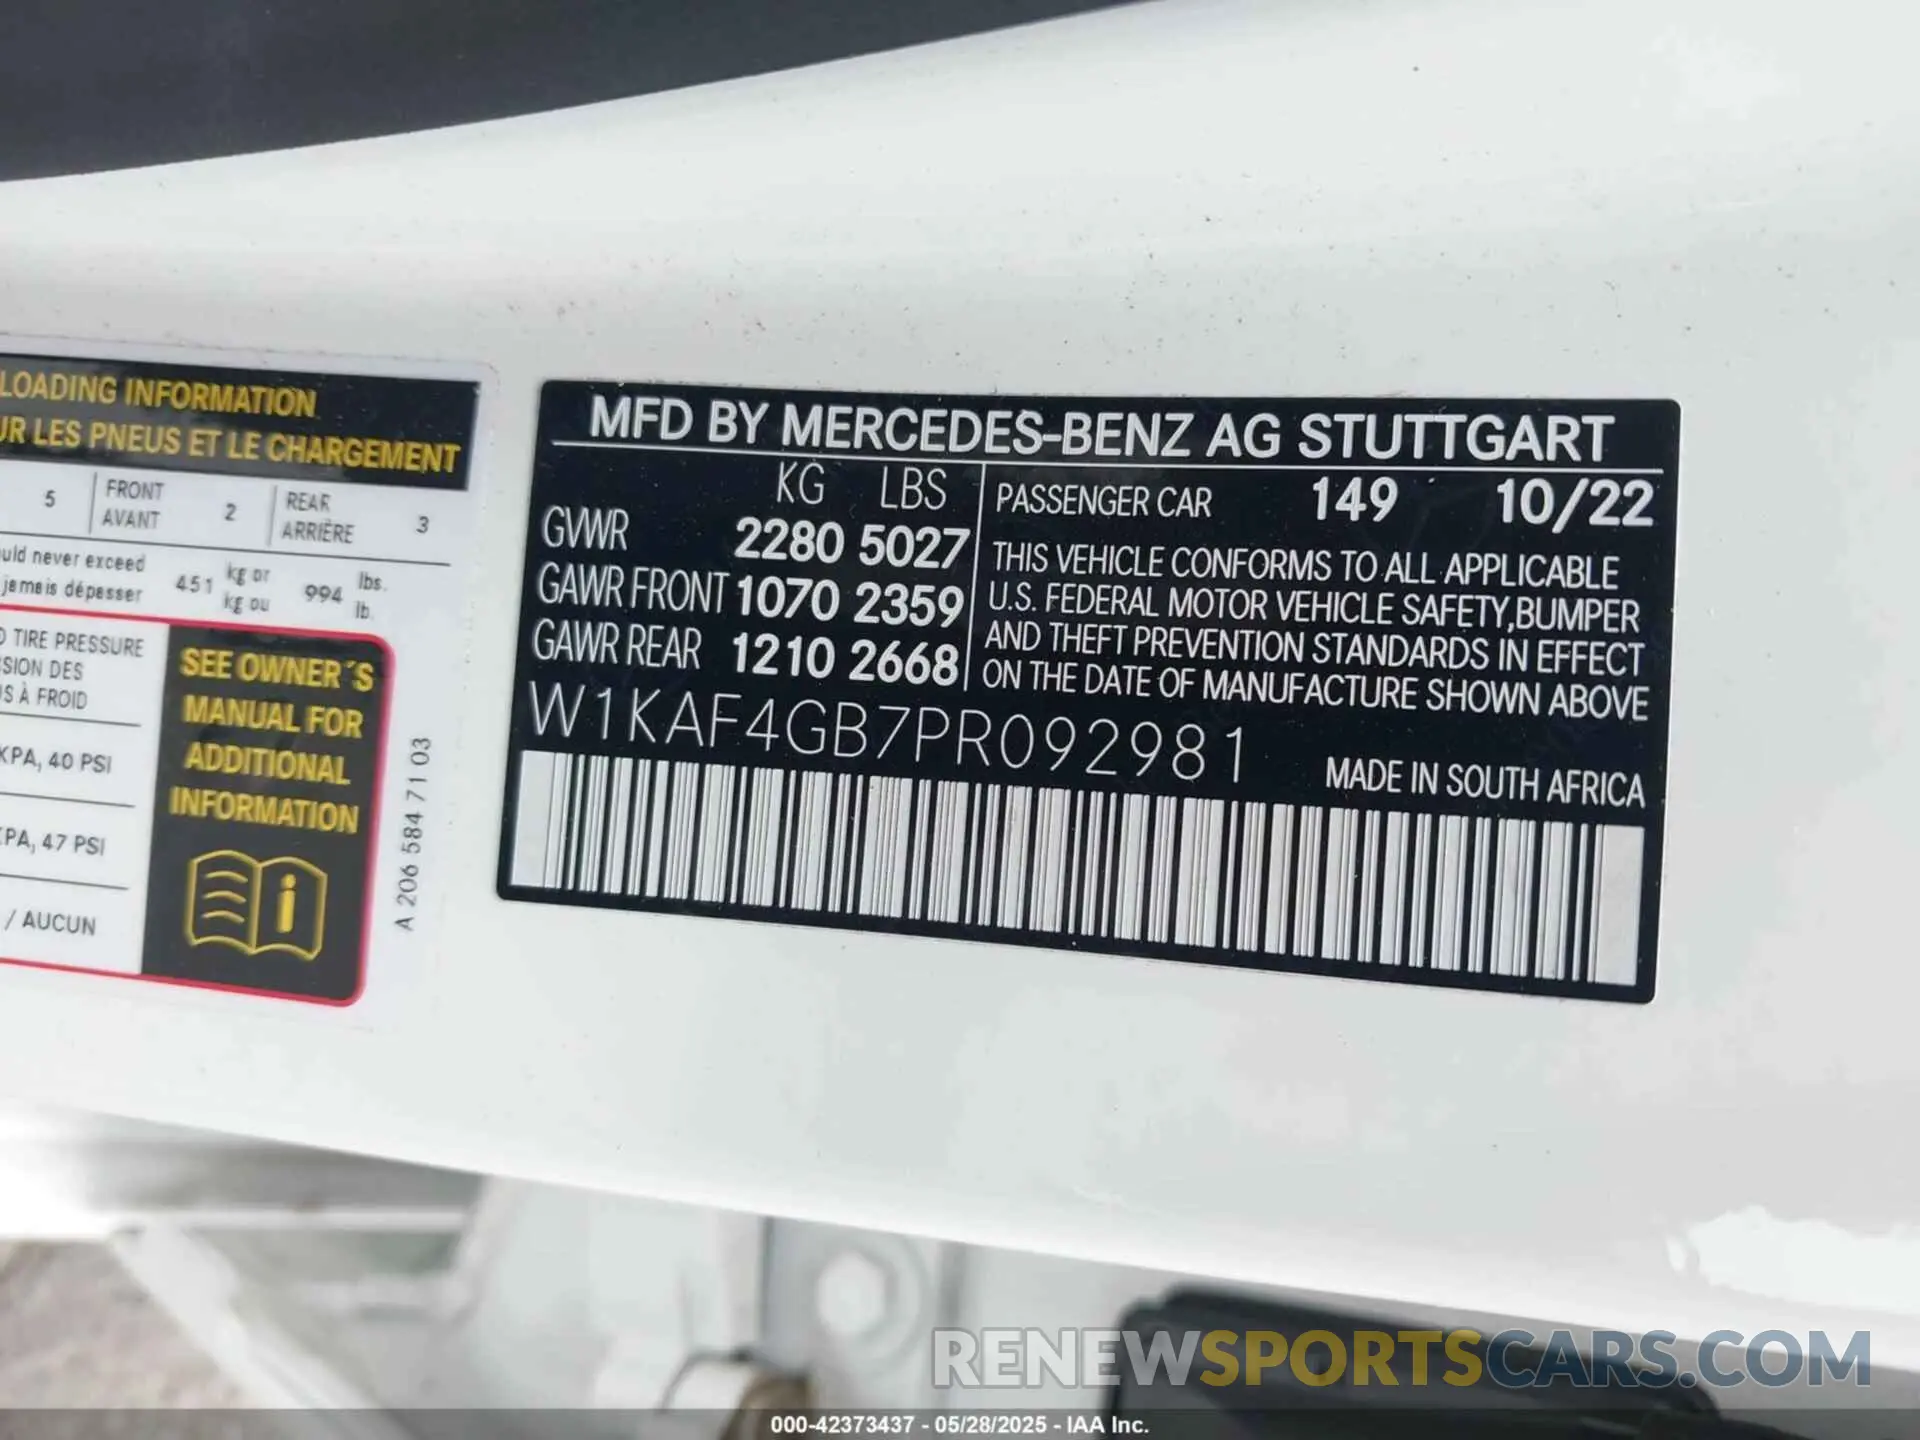 LOADING INFORMATION
UR LES PNEUS ET LE CHARGEMENT
5 FRONT AVANT 2 REAR ARRIÈRE 3
uld never exceed
jamais dépasser
451 kg or kg ou 994 lbs. lb.
TIRE PRESSURE
SION DES
S À FROID
KPA, 40 PSI
PA, 47 PSI
/ AUCUN
SEE OWNER´S
MANUAL FOR
ADDITIONAL
INFORMATION
i
A 206 584 71 03
MFD BY MERCEDES-BENZ AG STUTTGART
KG LBS
GVWR 2280 5027
GAWR FRONT 1070 2359
GAWR REAR 1210 2668
PASSENGER CAR 149 10/22
THIS VEHICLE CONFORMS TO ALL APPLICABLE
U.S. FEDERAL MOTOR VEHICLE SAFETY,BUMPER
AND THEFT PREVENTION STANDARDS IN EFFECT
ON THE DATE OF MANUFACTURE SHOWN ABOVE
W1KAF4GB7PR092981
MADE IN SOUTH AFRICA
RENEWSPORTSCARS.COM
000-42373437 - 05/28/2025 - IAA Inc.